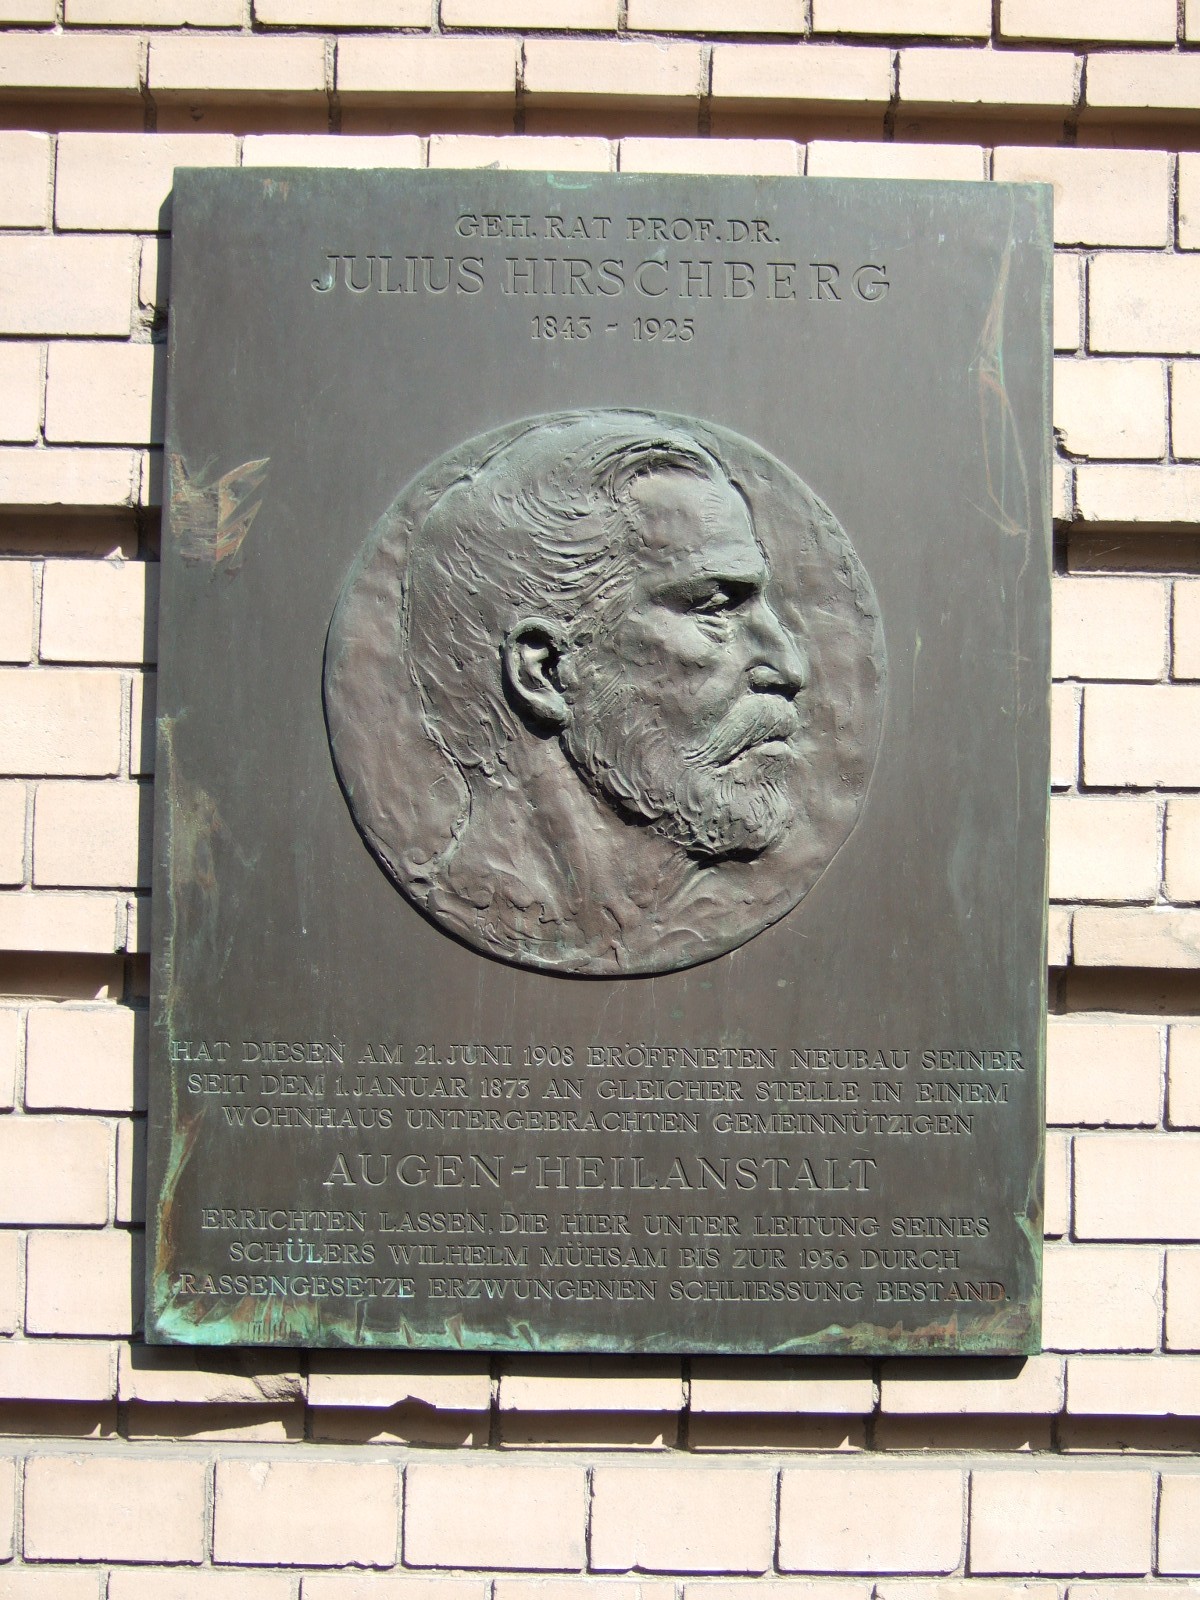 GEH. RAT PROF. DR.
JULIUS HIRSCHBERG
1843 - 1925
HAT DIESEN AM 21. JUNI 1908 ERÖFFNETEN NEUBAU SEINER
SEIT DEM 1. JANUAR 1873 AN GLEICHER STELLE IN EINEM
WOHNHAUS UNTERGEBRACHTEN GEMEINNÜTZIGEN
AUGEN-HEILANSTALT
ERRICHTEN LASSEN, DIE HIER UNTER LEITUNG SEINES
SCHÜLERS WILHELM MÜHSAM BIS ZUR 1936 DURCH
RASSENGESETZE ERZWUNGENEN SCHLIESSUNG BESTAND.